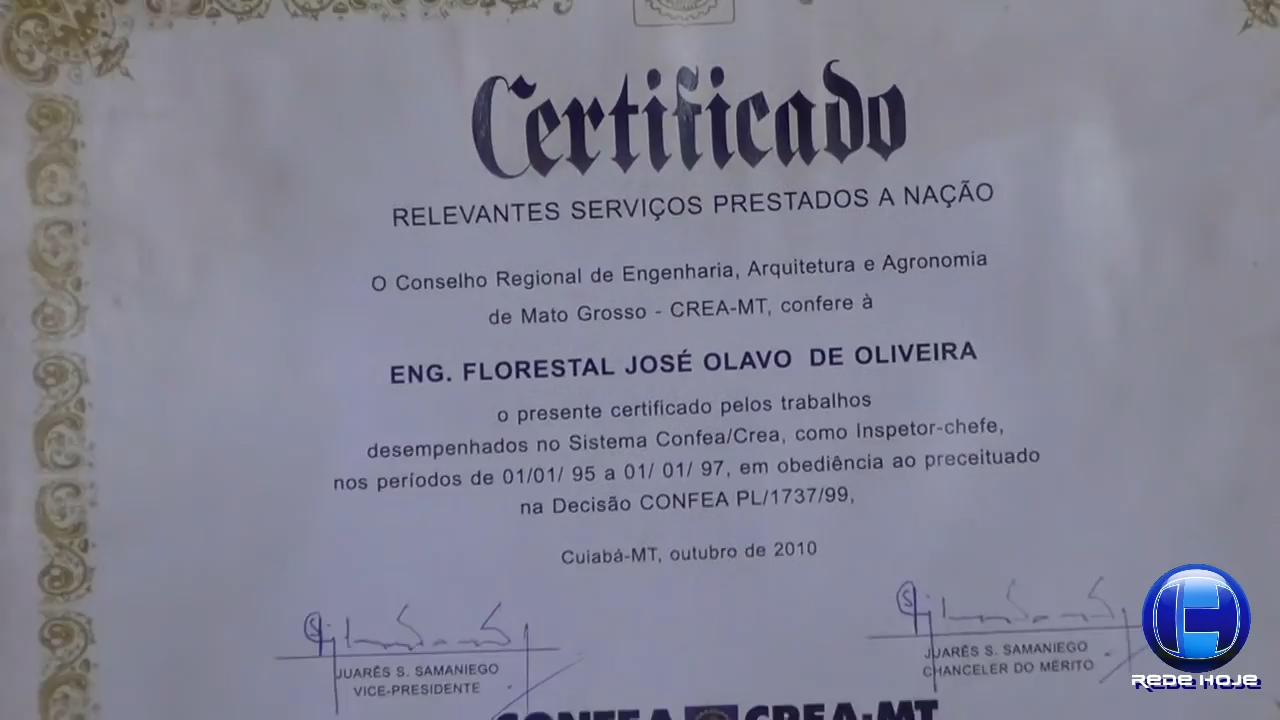 Certificado
RELEVANTES SERVIÇOS PRESTADOS A NAÇÃO
O Conselho Regional de Engenharia, Arquitetura e Agronomia
de Mato Grosso - CREA-MT, confere à
ENG. FLORESTAL JOSÉ OLAVO DE OLIVEIRA
o presente certificado pelos trabalhos
desempenhados no Sistema Confea/Crea, como Inspetor-chefe,
nos períodos de 01/01/ 95 a 01/ 01/ 97, em obediência ao preceituado
na Decisão CONFEA PL/1737/99,
Cuiabá-MT, outubro de 2010
JUARÊS S. SAMANIEGO
VICE-PRESIDENTE
JUARÊS S. SAMANIEGO
CHANCELER DO MÉRITO
CONFEA CREA-MT
REDE HOJE